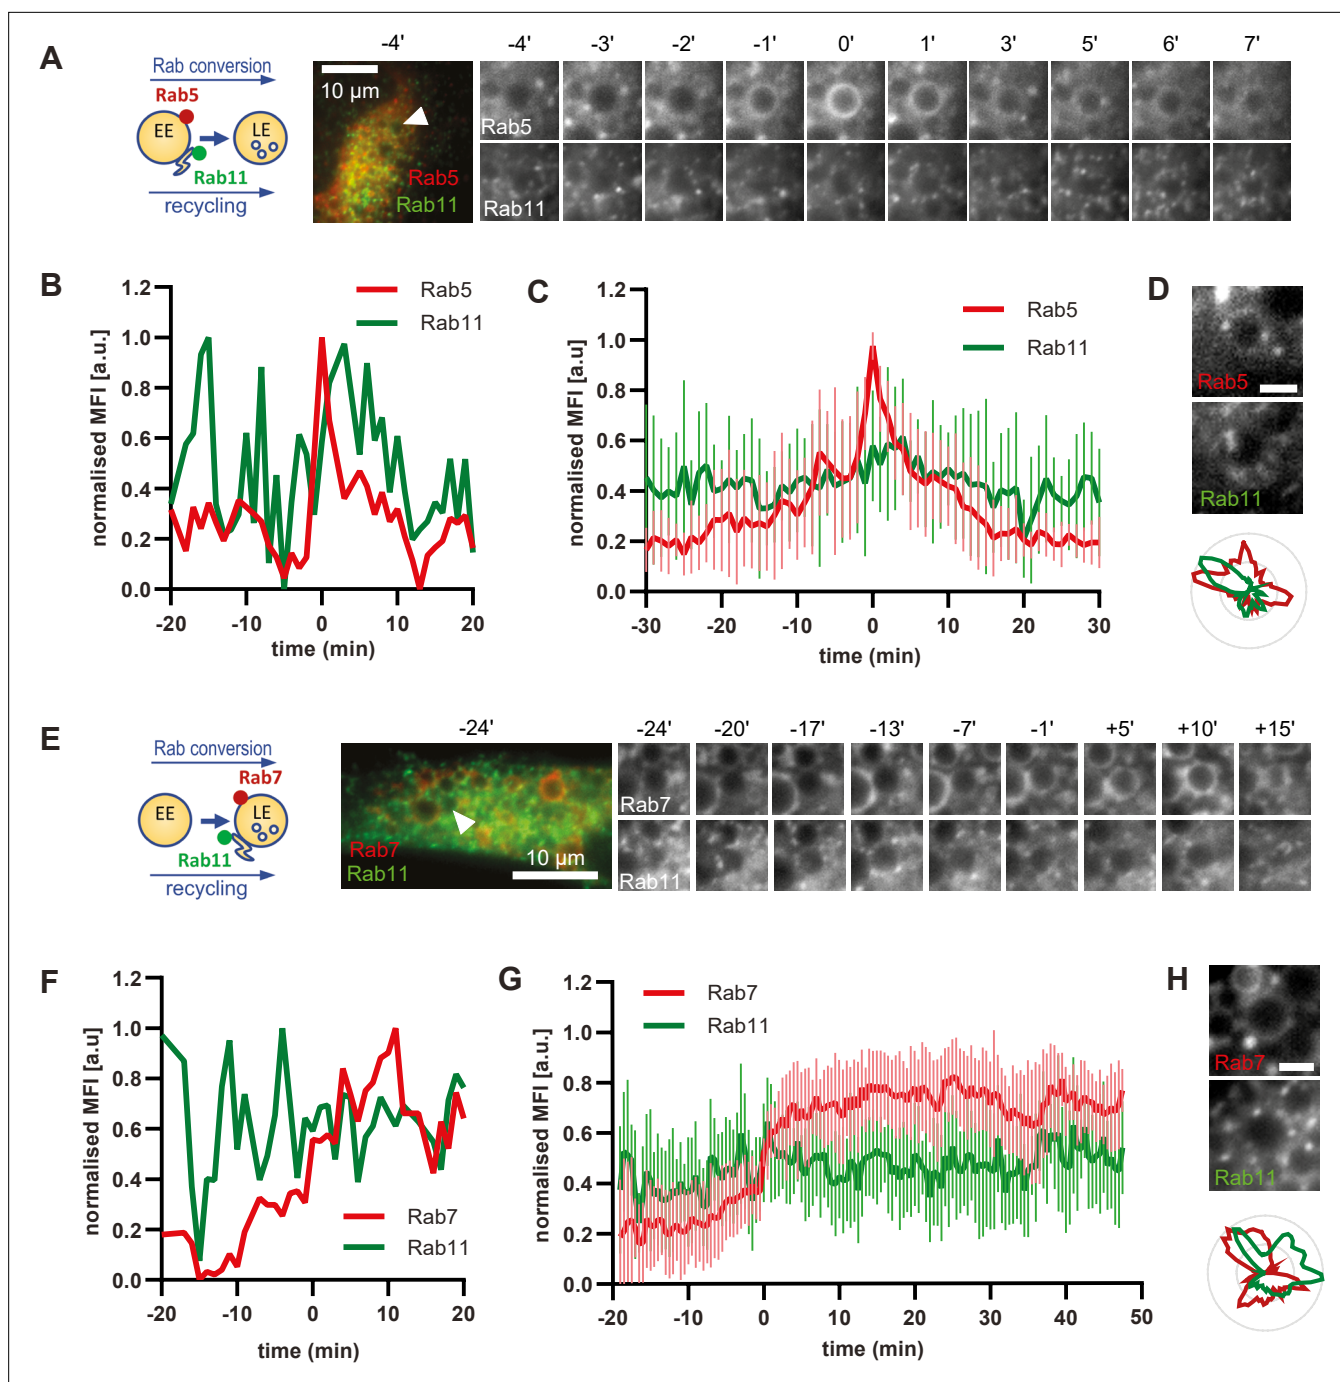 A
Rab conversion
Rab5
EE
LE
Rab11
recycling
-4'
10 µm
Rab5
Rab11
-4' -3' -2' -1' 0' 1' 3' 5' 6' 7'
Rab5
Rab11
B
normalised MFI [a.u.]
1.2
1.0
0.8
0.6
0.4
0.2
0.0
-20 -10 0 10 20
time (min)
Rab5
Rab11
C
normalised MFI [a.u]
1.2
1.0
0.8
0.6
0.4
0.2
0.0
-30 -20 -10 0 10 20 30
time (min)
Rab5
Rab11
D
Rab5
Rab11
E
Rab conversion
Rab7
EE
LE
Rab11
recycling
-24'
Rab7
Rab11
10 µm
-24' -20' -17' -13' -7' -1' +5' +10' +15'
Rab7
Rab11
F
normalised MFI [a.u]
1.2
1.0
0.8
0.6
0.4
0.2
0.0
-20 -10 0 10 20
time (min)
Rab7
Rab11
G
normalised MFI [a.u.]
1.2
1.0
0.8
0.6
0.4
0.2
0.0
-20 -10 0 10 20 30 40 50
time (min)
Rab7
Rab11
H
Rab7
Rab11